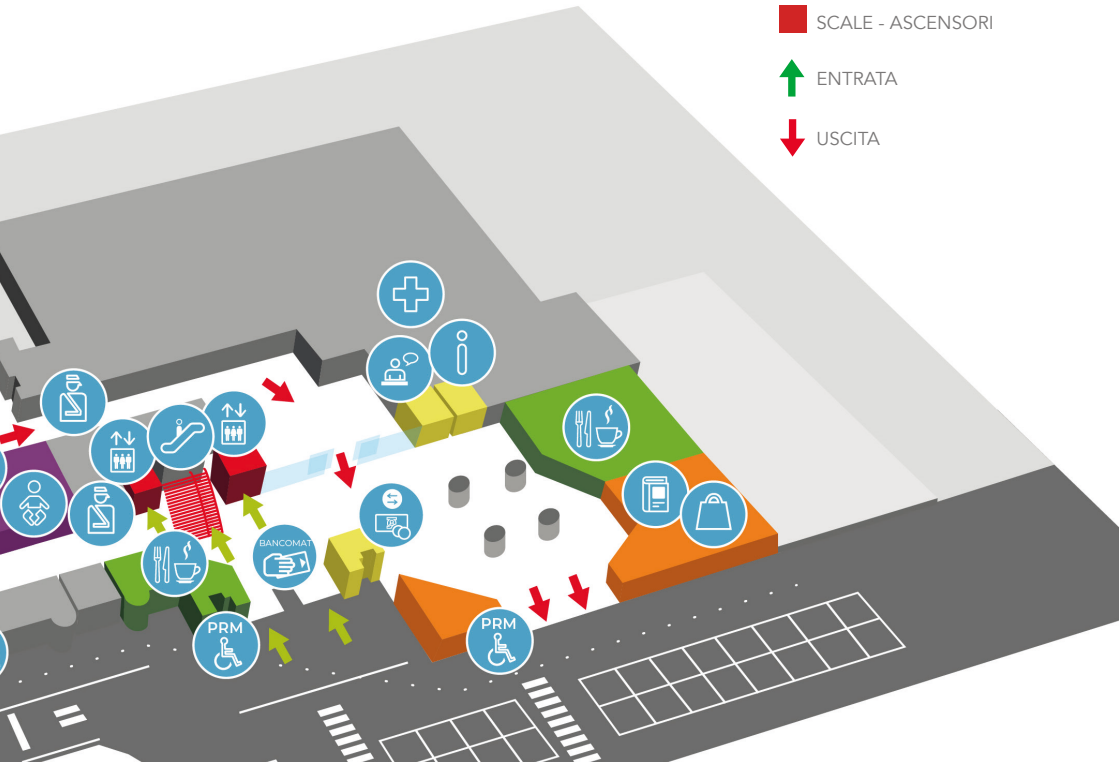 SCALE - ASCENSORI
ENTRATA
USCITA
BANCOMAT
PRM
PRM